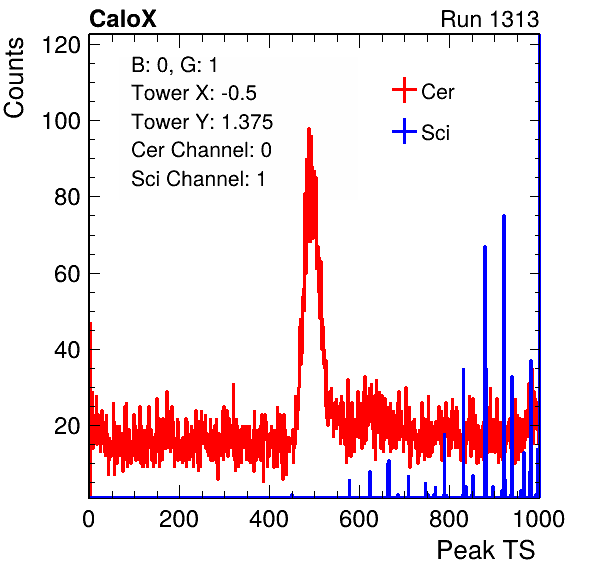 CaloX Run 1313
Counts
120
100
80
60
40
20
B: 0, G: 1
Tower X: -0.5
Tower Y: 1.375
Cer Channel: 0
Sci Channel: 1
Cer
Sci
0 200 400 600 800 1000
Peak TS